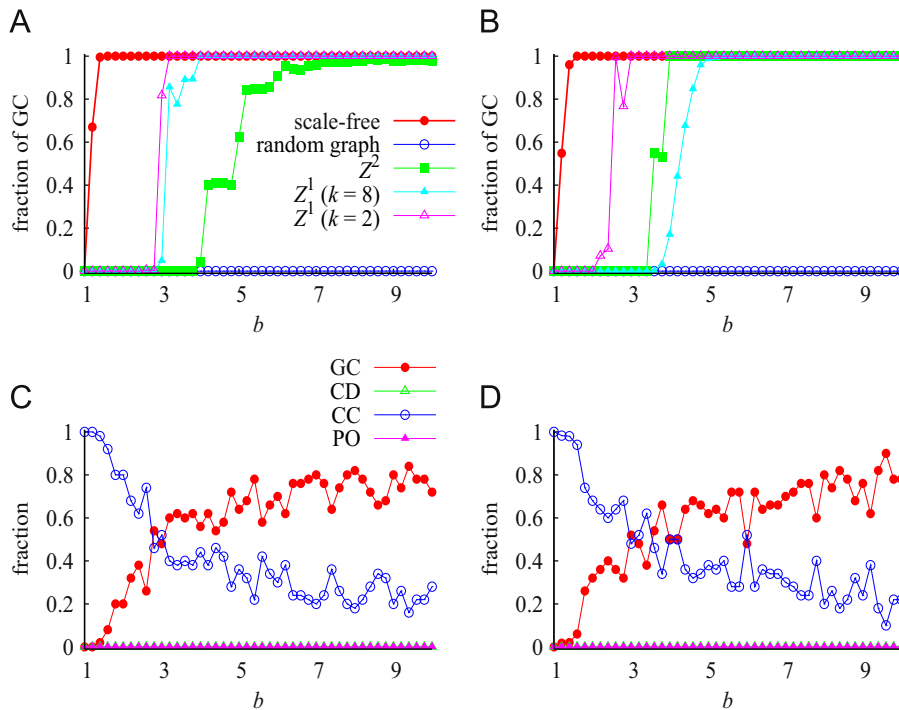 A
B
fraction of GC
1
0.8
0.6
0.4
0.2
0
1 3 5 7 9
b
scale-free
random graph
Z²
Z¹ (k = 8)
Z¹ (k = 2)
fraction of GC
1
0.8
0.6
0.4
0.2
0
1 3 5 7 9
b
GC
CD
CC
PO
C
D
fraction
1
0.8
0.6
0.4
0.2
0
1 3 5 7 9
b
fraction
1
0.8
0.6
0.4
0.2
0
1 3 5 7 9
b